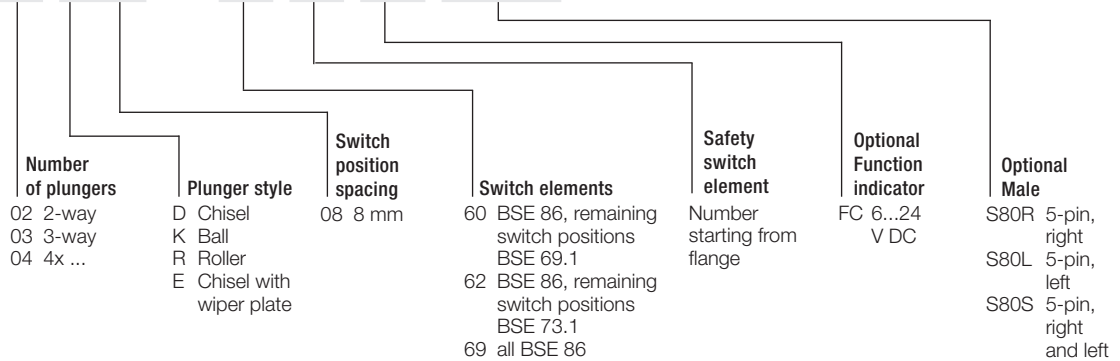 Number
of plungers
02 2-way
03 3-way
04 4x ...
Plunger style
D Chisel
K Ball
R Roller
E Chisel with
wiper plate
Switch
position
spacing
08 8 mm
Switch elements
60 BSE 86, remaining
switch positions
BSE 69.1
62 BSE 86, remaining
switch positions
BSE 73.1
69 all BSE 86
Safety
switch
element
Number
starting from
flange
Optional
Function
indicator
FC 6...24
V DC
Optional
Male
S80R 5-pin,
right
S80L 5-pin,
left
S80S 5-pin,
right
and left